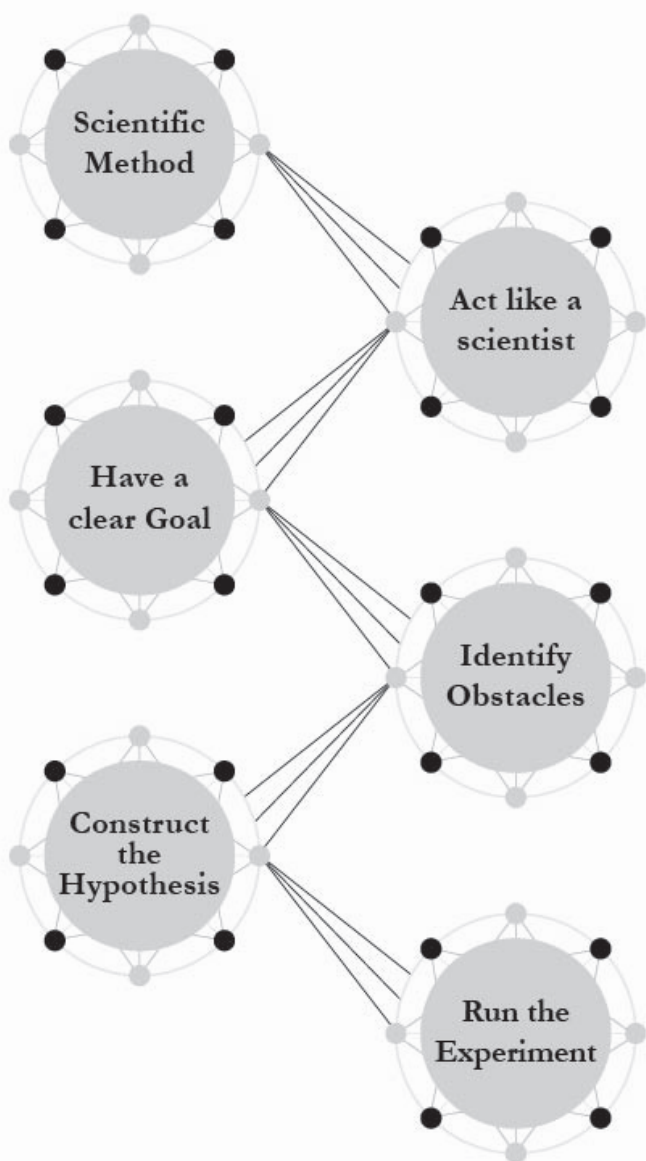 Scientific
Method
Act like a
scientist
Have a
clear Goal
Identify
Obstacles
Construct
the
Hypothesis
Run the
Experiment